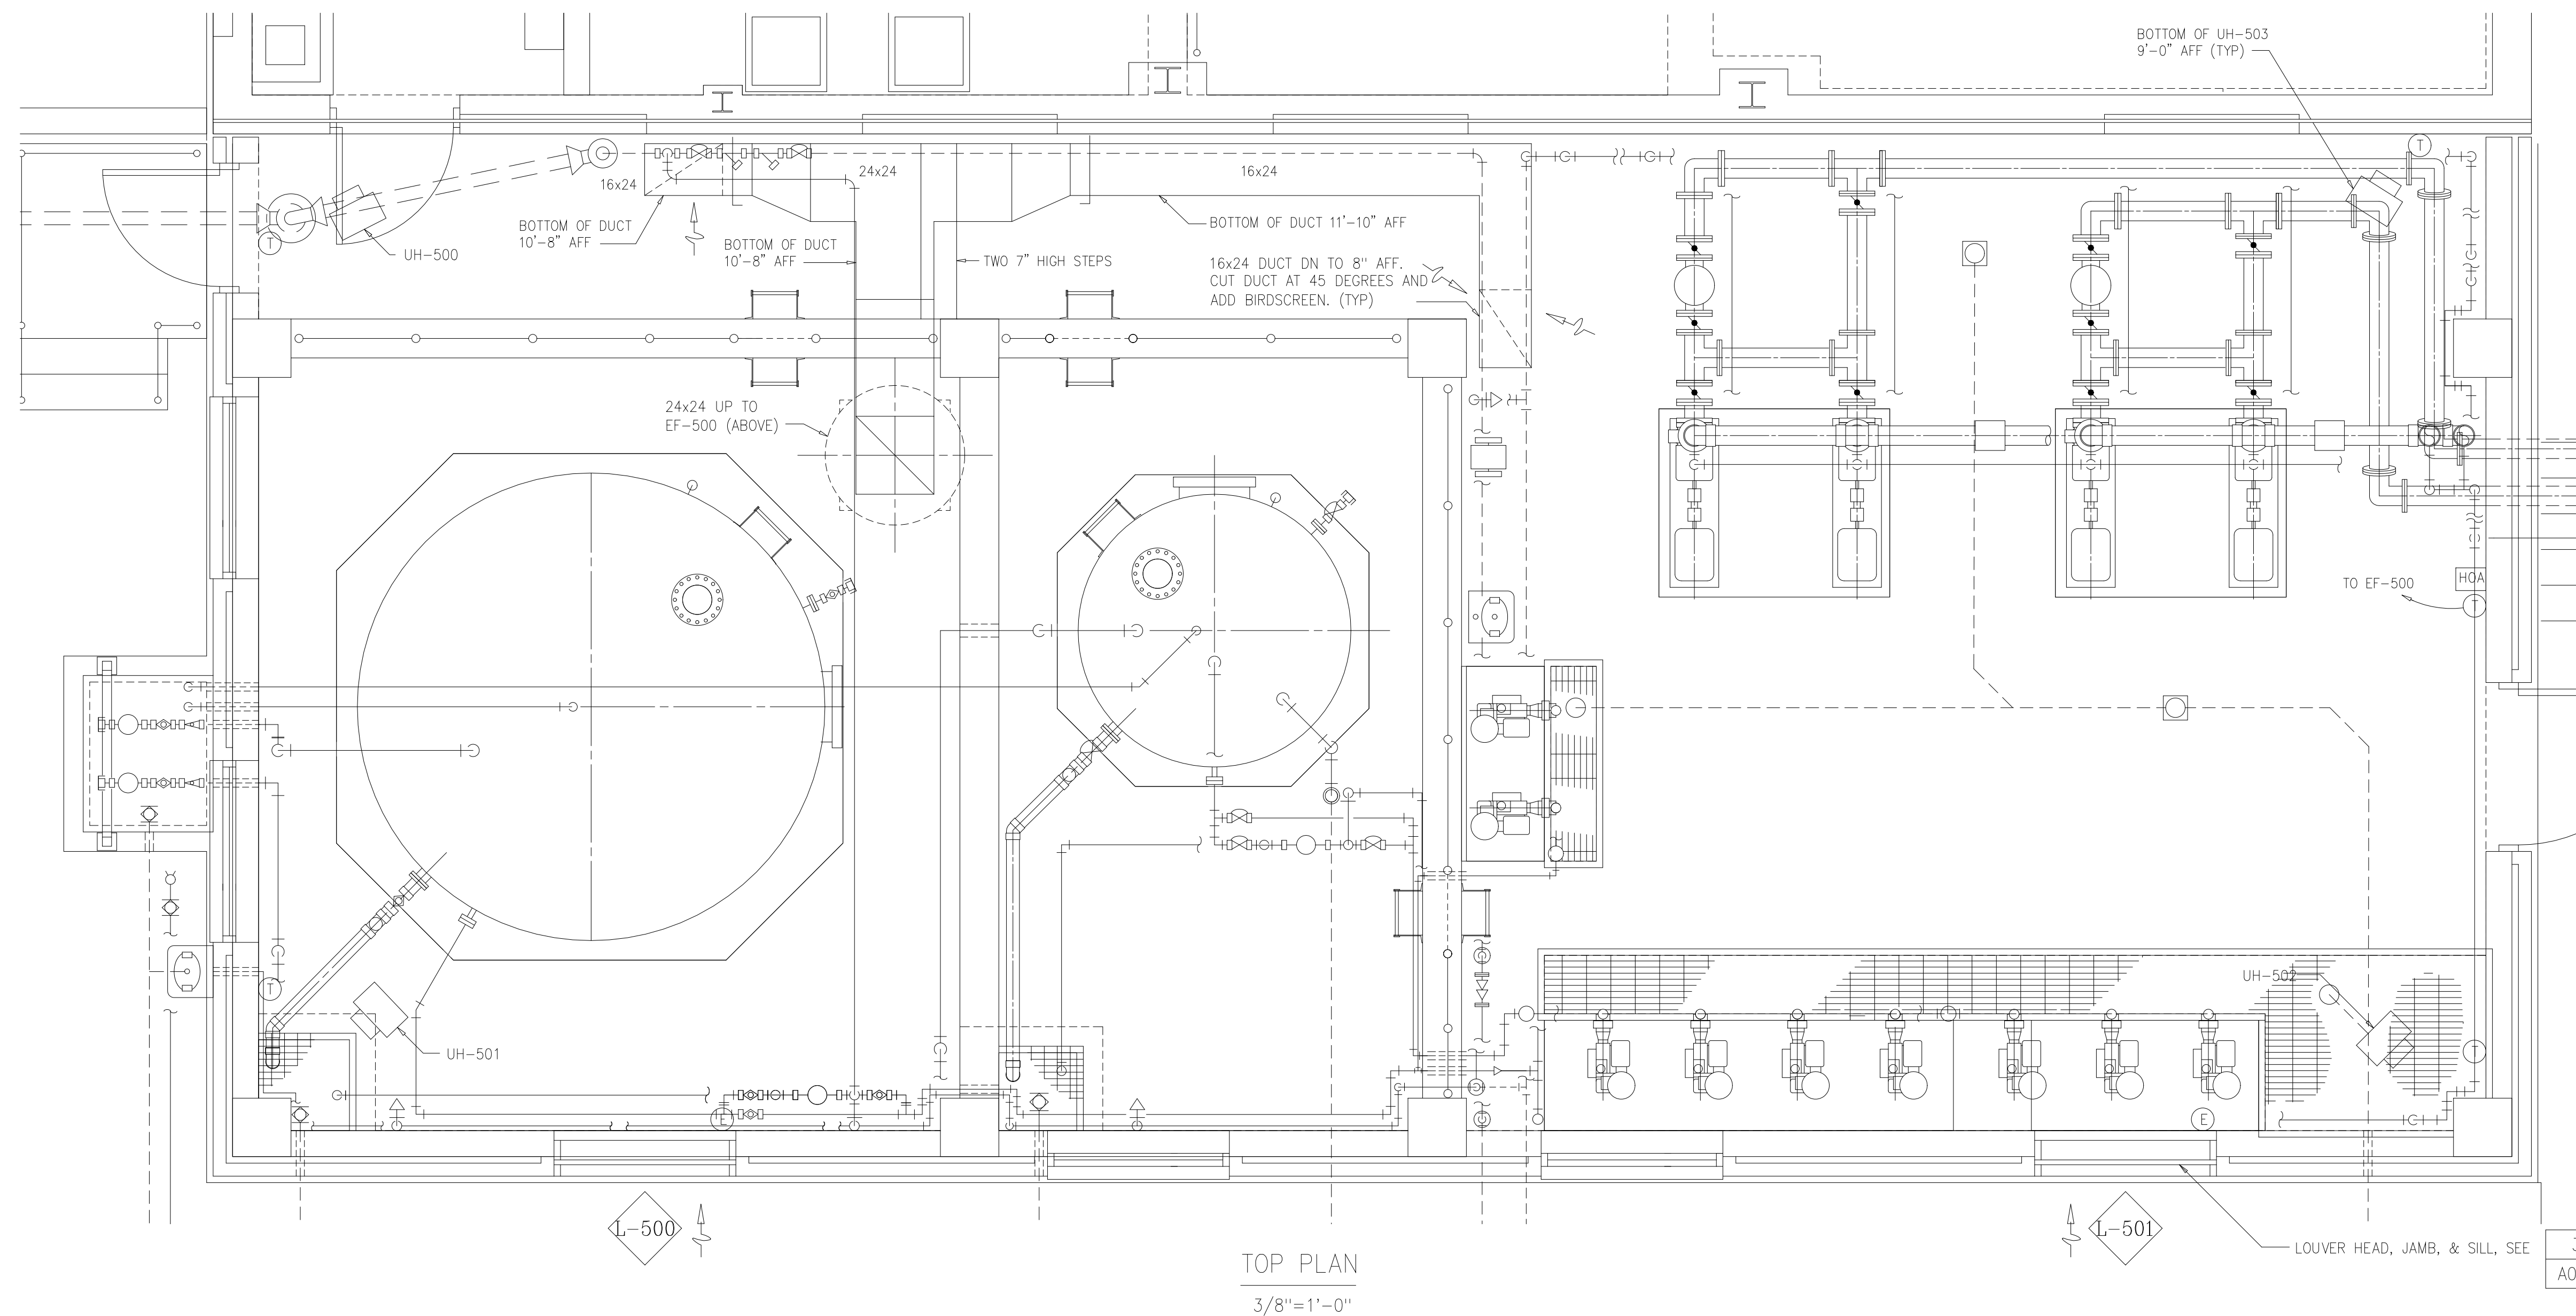 BOTTOM OF UH-503
9'-0" AFF (TYP)
T
16x24
24x24
16x24
BOTTOM OF DUCT
10'-8" AFF
BOTTOM OF DUCT
10'-8" AFF
BOTTOM OF DUCT 11'-10" AFF
T
UH-500
TWO 7" HIGH STEPS
16x24 DUCT DN TO 8" AFF.
CUT DUCT AT 45 DEGREES AND
ADD BIRDSCREEN. (TYP)
24x24 UP TO
EF-500 (ABOVE)
TO EF-500
HOA
T
T
UH-502
UH-501
T
E
E
L-500
L-501
LOUVER HEAD, JAMB, & SILL, SEE
A0
TOP PLAN
3/8"=1'-0"